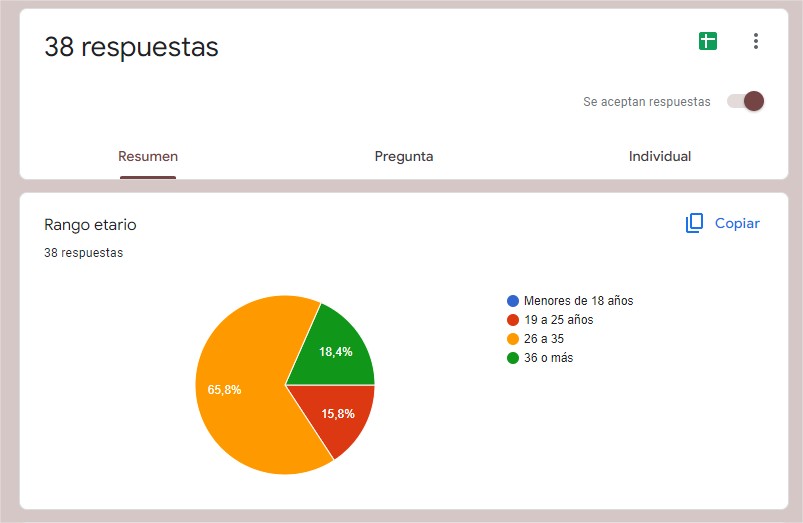 38 respuestas
Se aceptan respuestas
Resumen
Pregunta
Individual
Rango etario
Copiar
38 respuestas
Menores de 18 años
19 a 25 años
26 a 35
36 o más
18,4%
65,8%
15,8%